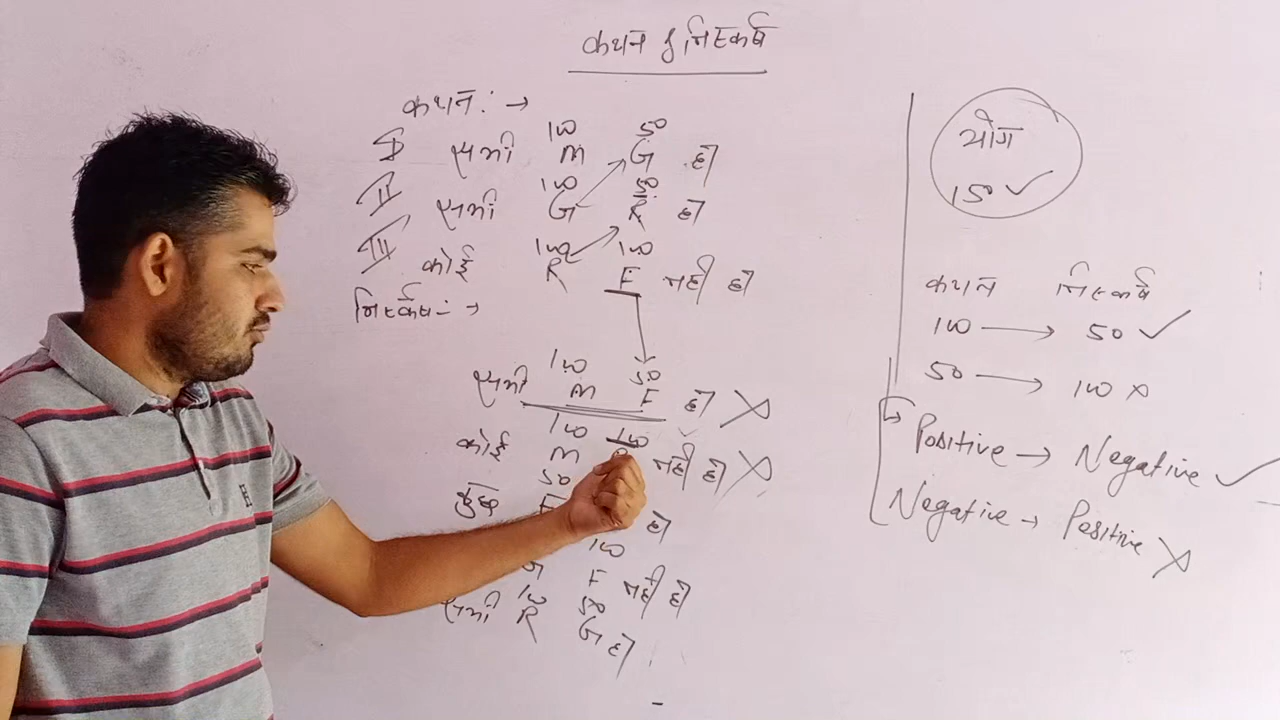 कथन & निष्कर्ष
कथन: →
100 50
I सभी M G है।
100 50
II सभी G R है।
100 100
III कोई R F नहीं है।
निष्कर्ष:- →
100 50
सभी M F है। ×
100 100
कोई M नहीं है। ×
50
कुछ F है।
100
G F नहीं है।
100 50
सभी R G है।
योग
150 ✓
कथन निष्कर्ष
100 → 50 ✓
50 → 100 ×
Positive → Negative ✓
Negative → Positive ×